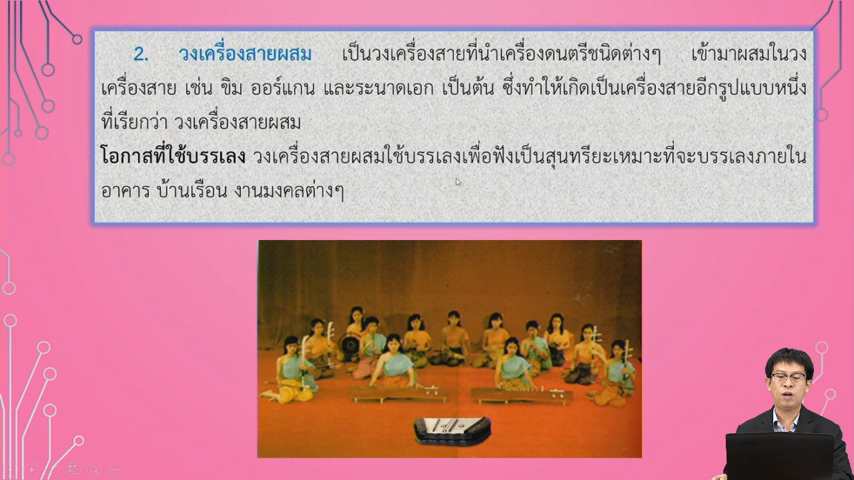 2. วงเครื่องสายผสม เป็นวงเครื่องสายที่นำเครื่องดนตรีชนิดต่างๆ เข้ามาผสมในวง
เครื่องสาย เช่น ขิม ออร์แกน และระนาดเอก เป็นต้น ซึ่งทำให้เกิดเป็นเครื่องสายอีกรูปแบบหนึ่ง
ที่เรียกว่า วงเครื่องสายผสม
โอกาสที่ใช้บรรเลง วงเครื่องสายผสมใช้บรรเลงเพื่อฟังเป็นสุนทรียะเหมาะที่จะบรรเลงภายใน
อาคาร บ้านเรือน งานมงคลต่างๆ